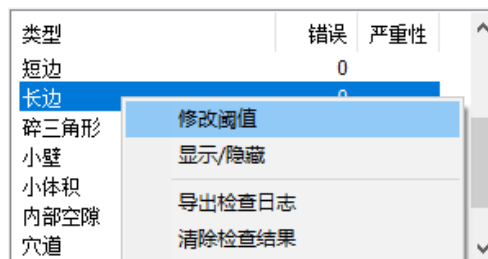 类型 错误 严重性
短边 0
长边 0
碎三角形
小壁
小体积
内部空隙
穴道
修改阈值
显示/隐藏
导出检查日志
清除检查结果